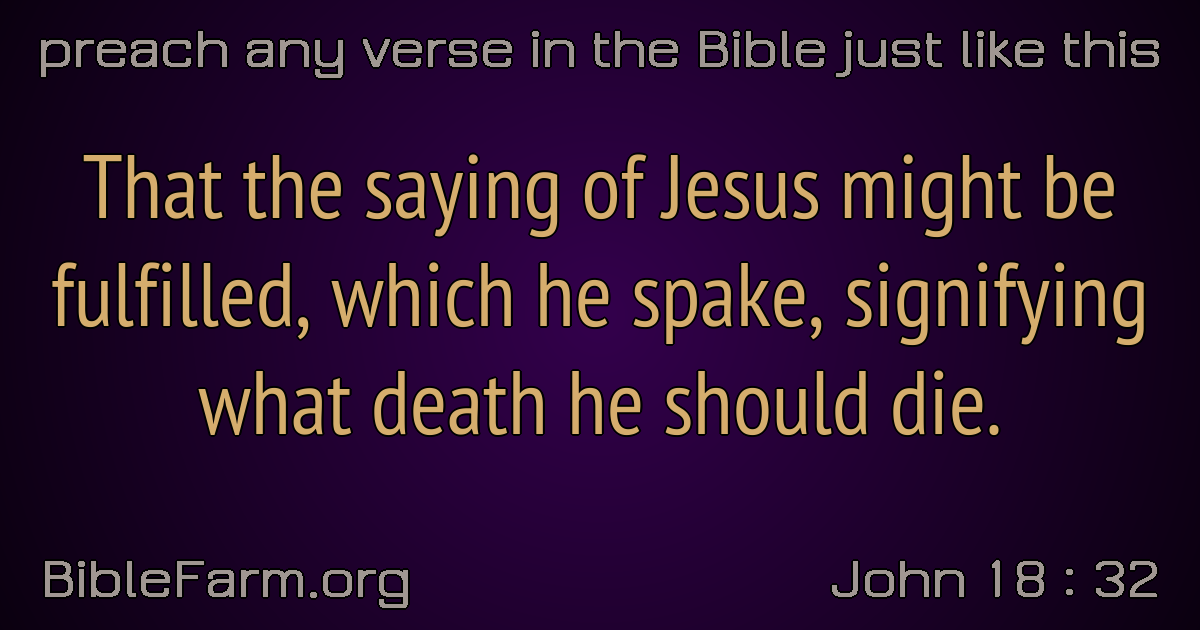 preach any verse in the Bible just like this
That the saying of Jesus might be
fulfilled, which he spake, signifying
what death he should die.
BibleFarm.org
John 18 : 32